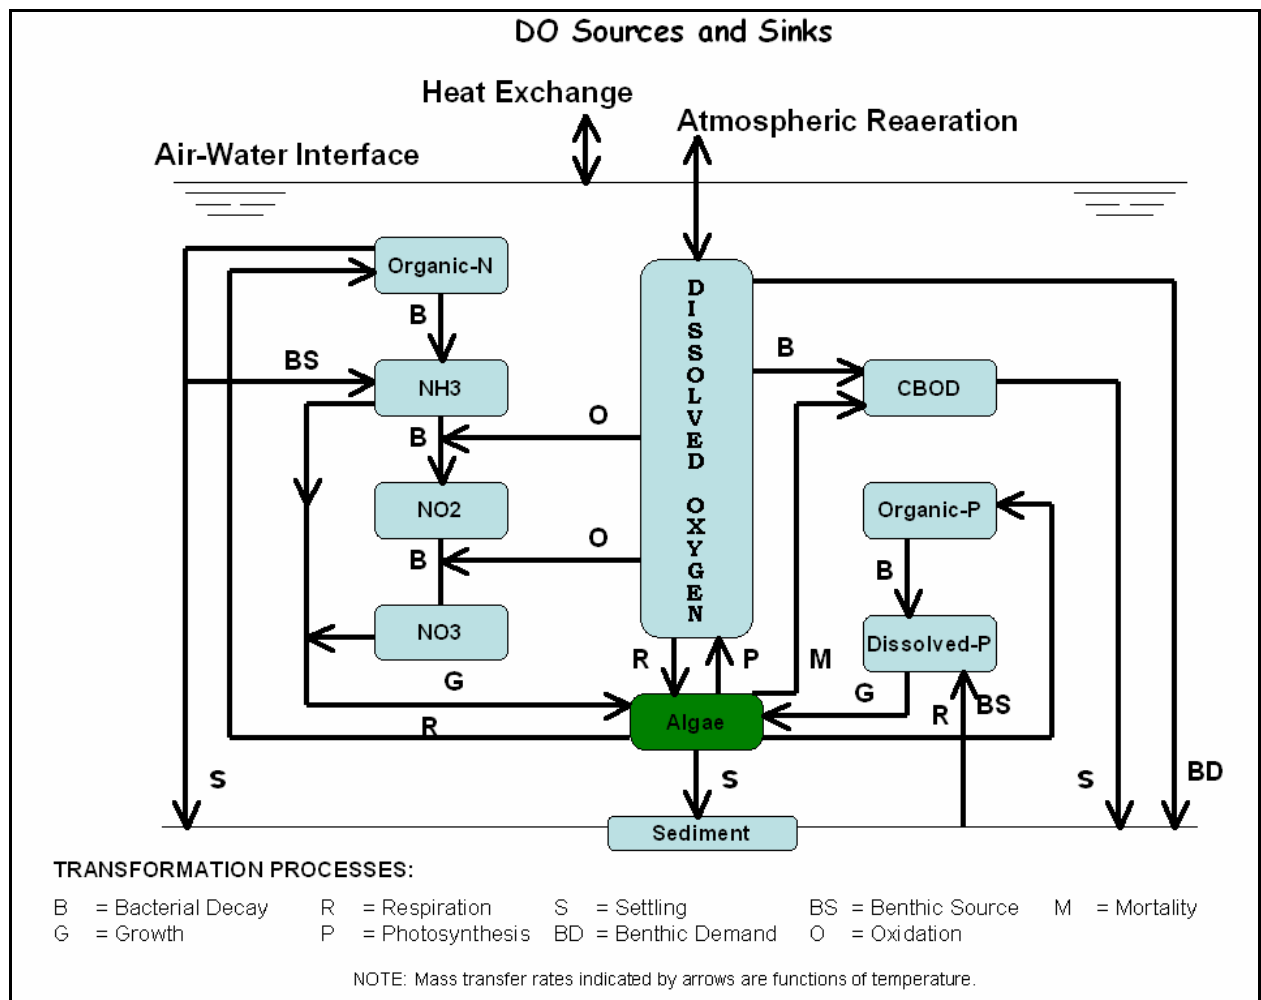 DO Sources and Sinks
Heat Exchange
Atmospheric Reaeration
Air-Water Interface
Organic-N
B
BS
NH3
B
O
NO2
B
O
NO3
G
R
S
DISSOLVED OXYGEN
B
CBOD
M
Organic-P
B
Dissolved-P
R
P
G
R
BS
Algae
S
S
BD
Sediment
TRANSFORMATION PROCESSES:
B = Bacterial Decay R = Respiration S = Settling BS = Benthic Source M = Mortality
G = Growth P = Photosynthesis BD = Benthic Demand O = Oxidation
NOTE: Mass transfer rates indicated by arrows are functions of temperature.